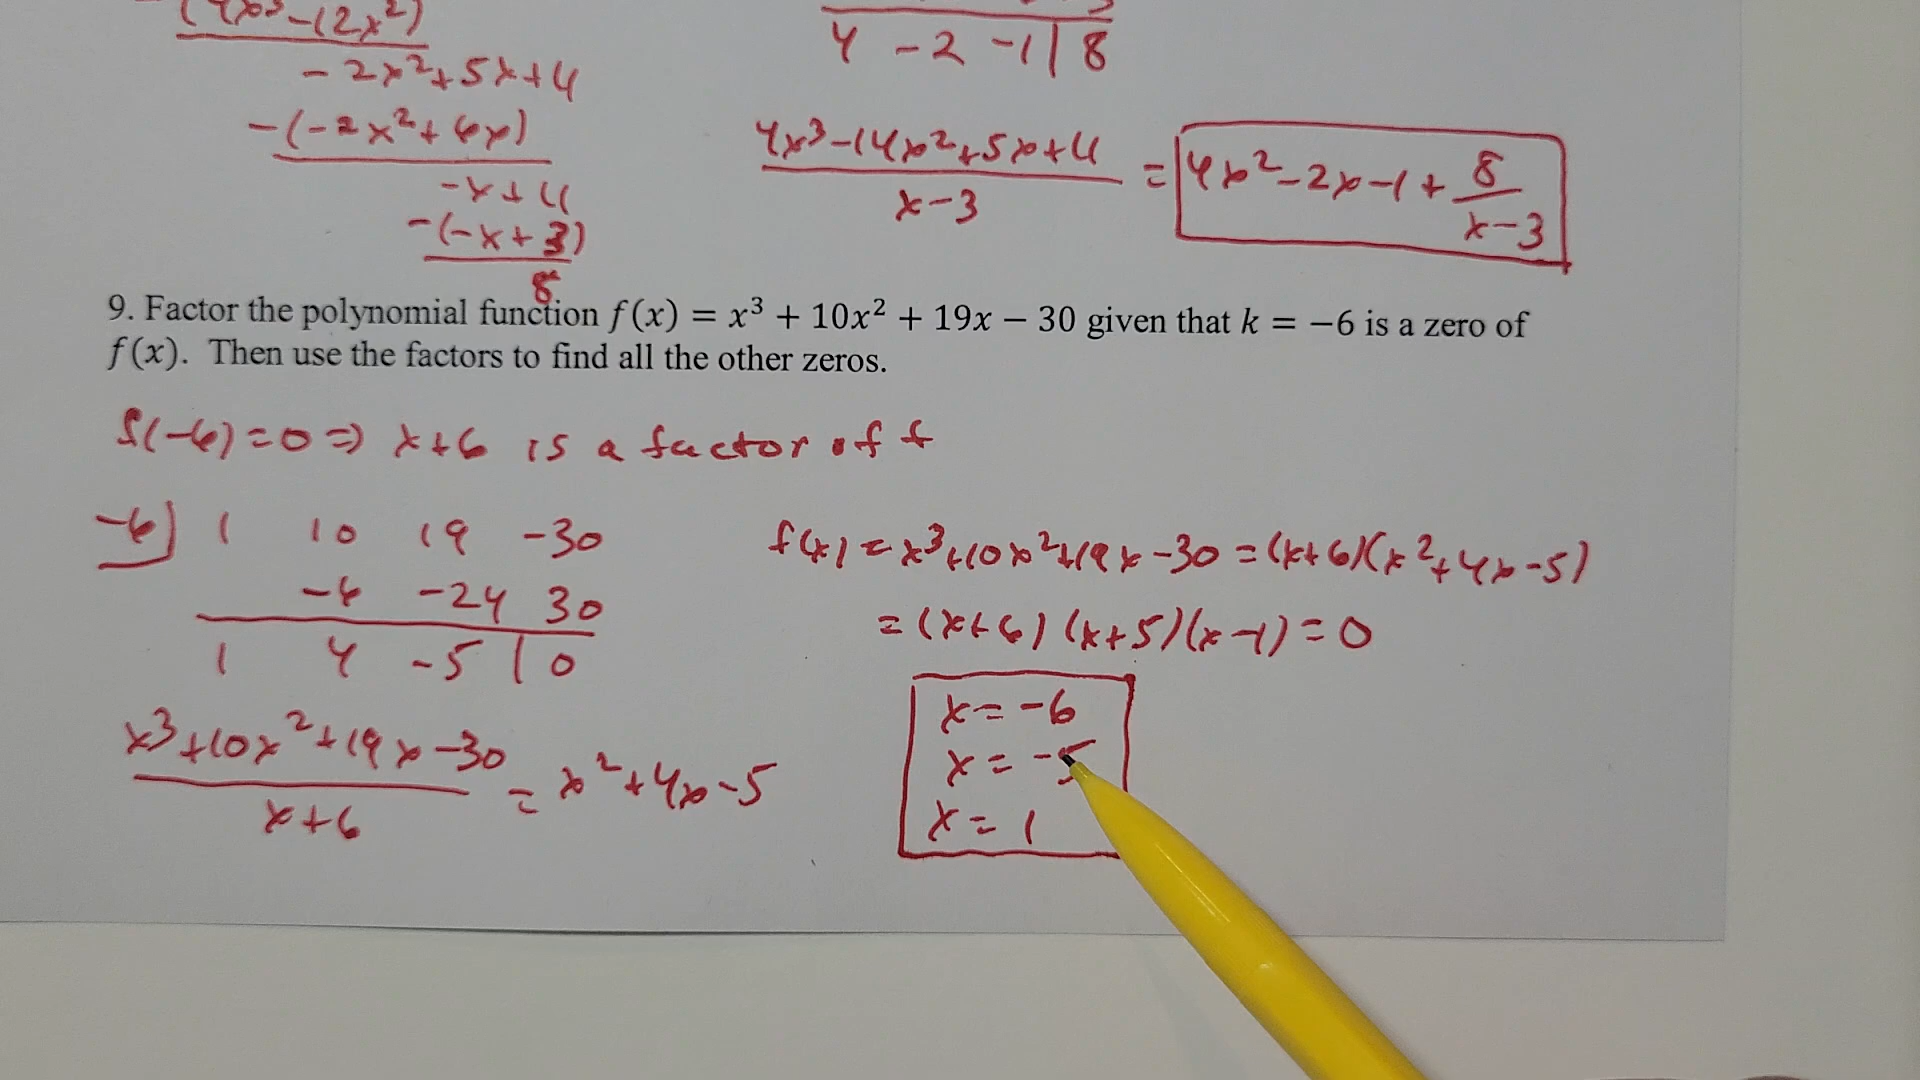 -(4x³-12x²)
-2x²+5x+4
-(-2x²+6x)
-x+4
-(-x+3)
8
4 -2 -1|8
4x³-14x²+5x+4
x-3
= 4x²-2x-1+ 8
x-3
9. Factor the polynomial function f(x) = x³ + 10x² + 19x − 30 given that k = −6 is a zero of
f(x). Then use the factors to find all the other zeros.
f(-6)=0 ⇒ x+6 is a factor of f
-6) 1 10 19 -30
-6 -24 30
1 4 -5 | 0
x³+10x²+19x-30
x+6
= x²+4x-5
f(x) = x³+10x²+19x-30 = (x+6)(x²+4x-5)
= (x+6)(x+5)(x-1) = 0
x = -6
x = -5
x = 1